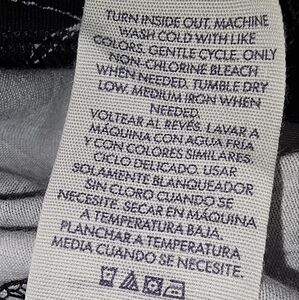 TURN INSIDE OUT. MACHINE
WASH COLD WITH LIKE
COLORS. GENTLE CYCLE. ONLY
NON-CHLORINE BLEACH
WHEN NEEDED. TUMBLE DRY
LOW. MEDIUM IRON WHEN
NEEDED.
VOLTEAR AL REVÉS. LAVAR A
MÁQUINA CON AGUA FRÍA
Y CON COLORES SIMILARES.
CICLO DELICADO. USAR
SOLAMENTE BLANQUEADOR
SIN CLORO CUANDO SE
NECESITE. SECAR EN MÁQUINA
A TEMPERATURA BAJA.
PLANCHAR A TEMPERATURA
MEDIA CUANDO SE NECESITE.